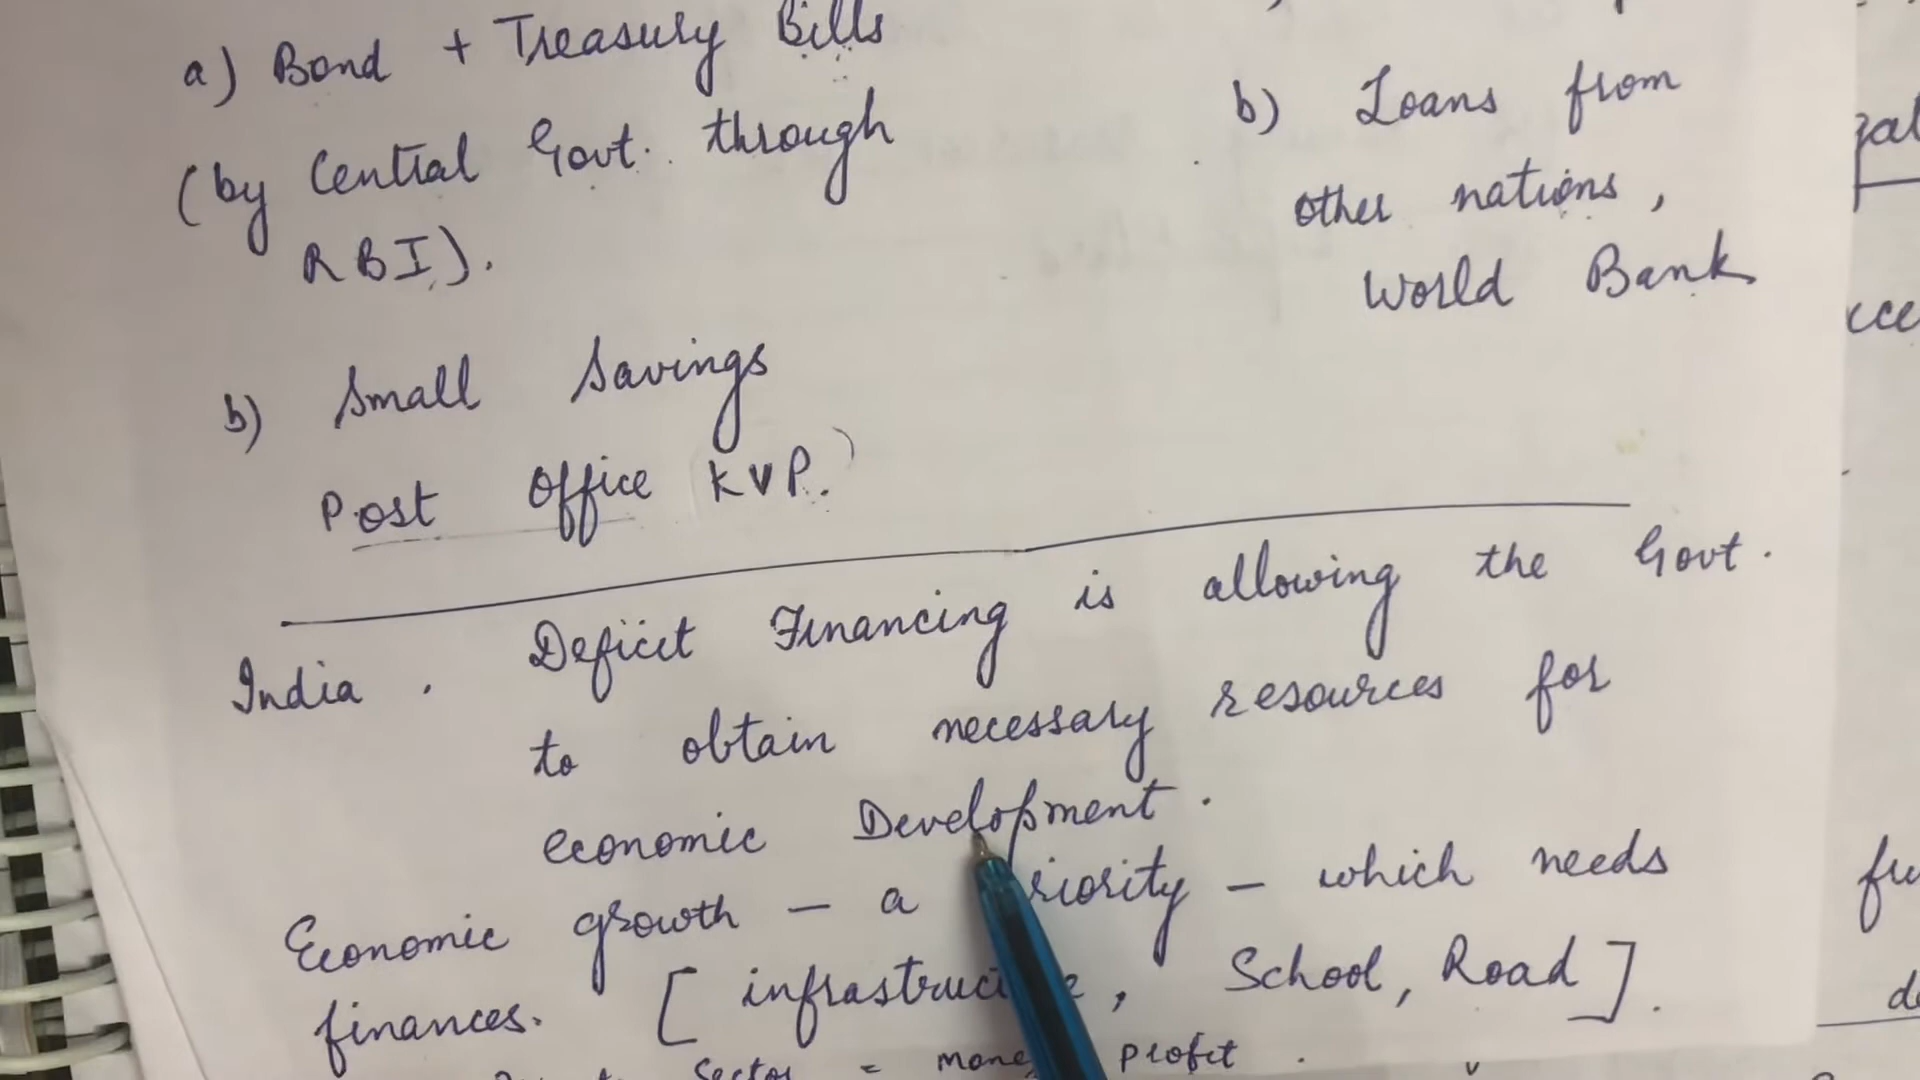 a) Bond + Treasury Bills
(by Central Govt. through
RBI).
b) Small Savings
Post Office KVP.)
b) Loans from
other nations,
World Bank
India. Deficit Financing is allowing the Govt.
to obtain necessary resources for
economic Development.
Economic growth - a riority - which needs
finances. [infrastruc e, School, Road].
Sector = money profit.